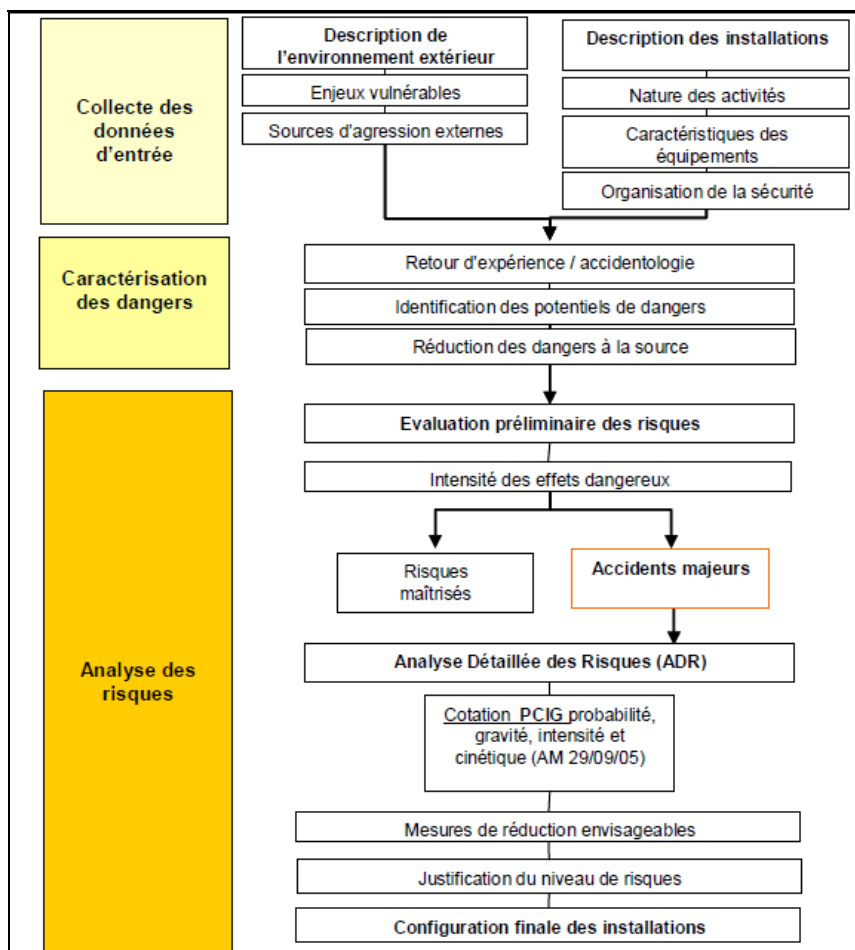 Collecte des
données
d'entrée
Description de
l'environnement extérieur
Enjeux vulnérables
Sources d'agression externes
Description des installations
Nature des activités
Caractéristiques des
équipements
Organisation de la sécurité
Caractérisation
des dangers
Retour d'expérience / accidentologie
Identification des potentiels de dangers
Réduction des dangers à la source
Analyse des
risques
Evaluation préliminaire des risques
Intensité des effets dangereux
Risques
maîtrisés
Accidents majeurs
Analyse Détaillée des Risques (ADR)
Cotation PCIG probabilité,
gravité, intensité et
cinétique (AM 29/09/05)
Mesures de réduction envisageables
Justification du niveau de risques
Configuration finale des installations